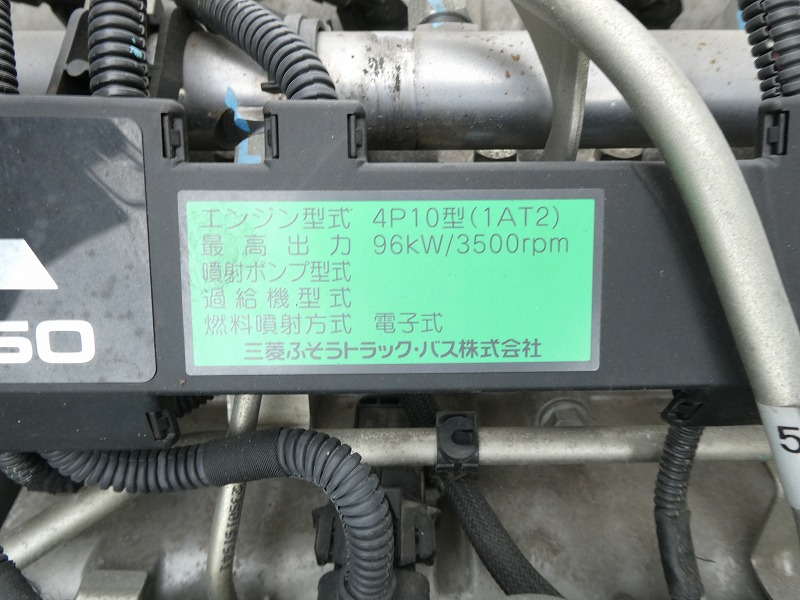 エンジン型式 4P10型(1AT2)
最高出力 96kW/3500rpm
噴射ポンプ型式
過給機型式
燃料噴射方式 電子式
三菱ふそうトラック・バス株式会社
50
5